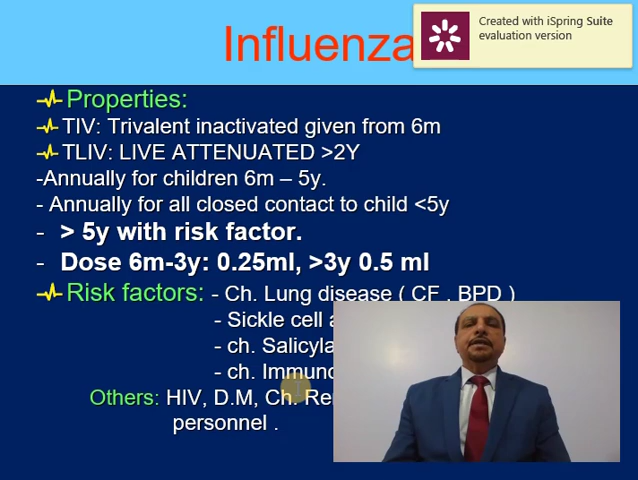 Influenza
Created with iSpring Suite
evaluation version
Properties:
TIV: Trivalent inactivated given from 6m
TLIV: LIVE ATTENUATED >2Y
-Annually for children 6m – 5y.
- Annually for all closed contact to child <5y
- > 5y with risk factor.
- Dose 6m-3y: 0.25ml, >3y 0.5 ml
Risk factors: - Ch. Lung disease ( CF , BPD )
- Sickle cell
- ch.
- ch.
Others: HIV, D.M, Ch.
personnel .